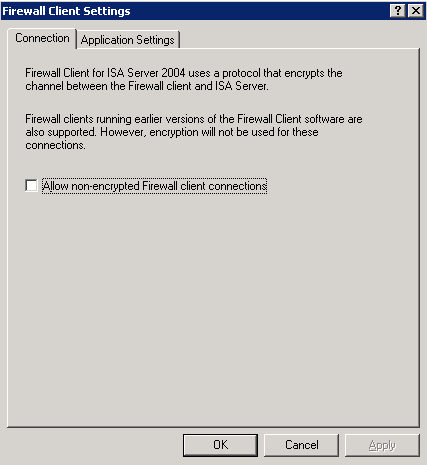 Firewall Client Settings
Connection
Application Settings
Firewall Client for ISA Server 2004 uses a protocol that encrypts the
channel between the Firewall client and ISA Server.
Firewall clients running earlier versions of the Firewall Client software are
also supported. However, encryption will not be used for these
connections.
Allow non-encrypted Firewall client connections
OK
Cancel
Apply